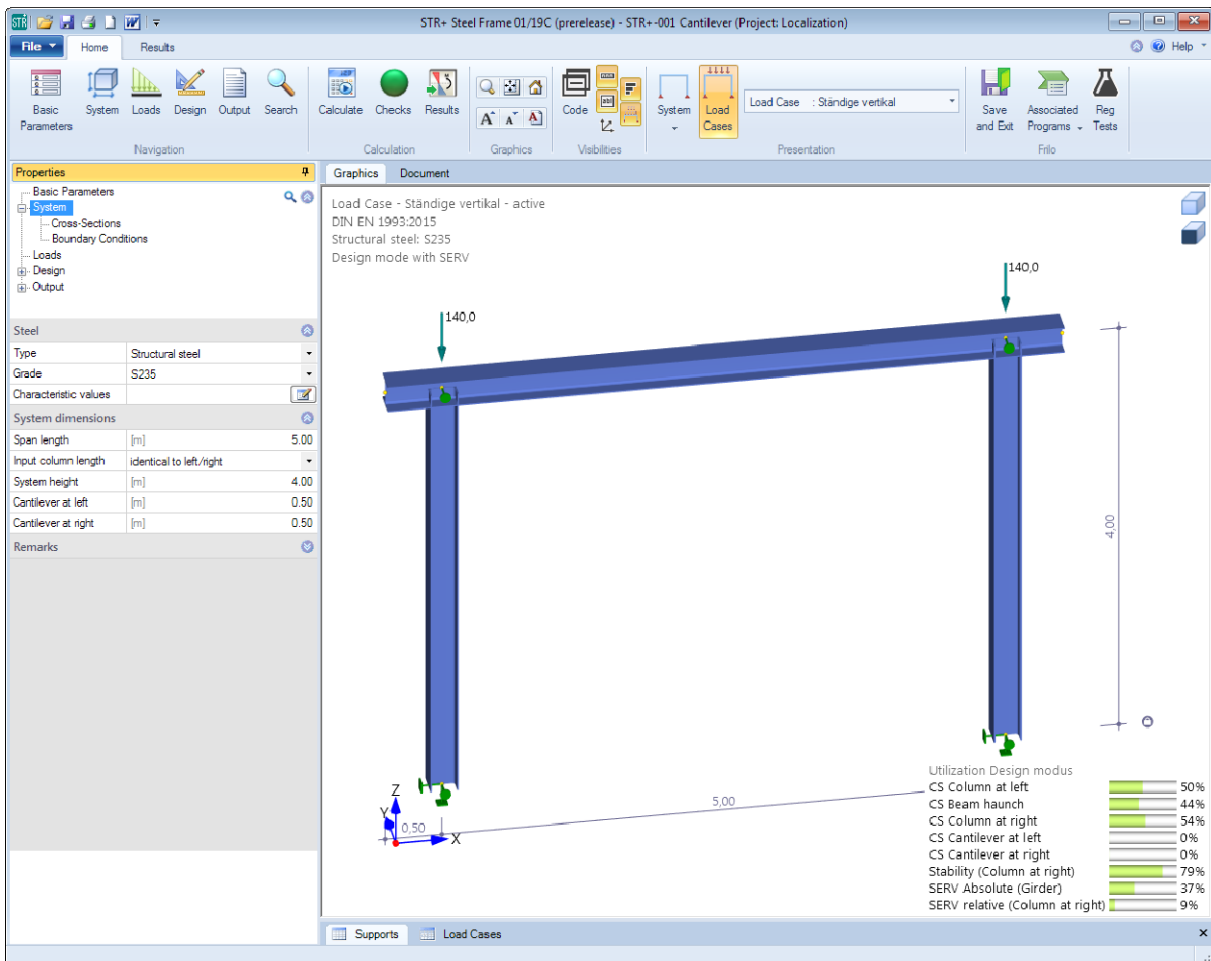 STR+ Steel Frame 01/19C (prerelease) - STR+-001 Cantilever (Project: Localization)
File Home Results Help
Basic Parameters System Loads Design Output Search
Navigation
Calculate Checks Results
Calculation
Graphics
Code
Visibilities
System Load Cases
Load Case : Ständige vertikal
Presentation
Save and Exit Associated Programs Reg Tests
Frilo
Properties
Basic Parameters
System
Cross-Sections
Boundary Conditions
Loads
Design
Output
Steel
Type Structural steel
Grade S235
Characteristic values
System dimensions
Span length [m] 5.00
Input column length identical to left/right
System height [m] 4.00
Cantilever at left [m] 0.50
Cantilever at right [m] 0.50
Remarks
Graphics Document
Load Case - Ständige vertikal - active
DIN EN 1993:2015
Structural steel: S235
Design mode with SERV
140,0
140,0
4,00
5,00
0,50
Z
Y
X
Utilization Design modus
CS Column at left 50%
CS Beam haunch 44%
CS Column at right 54%
CS Cantilever at left 0%
CS Cantilever at right 0%
Stability (Column at right) 79%
SERV Absolute (Girder) 37%
SERV relative (Column at right) 9%
Supports Load Cases